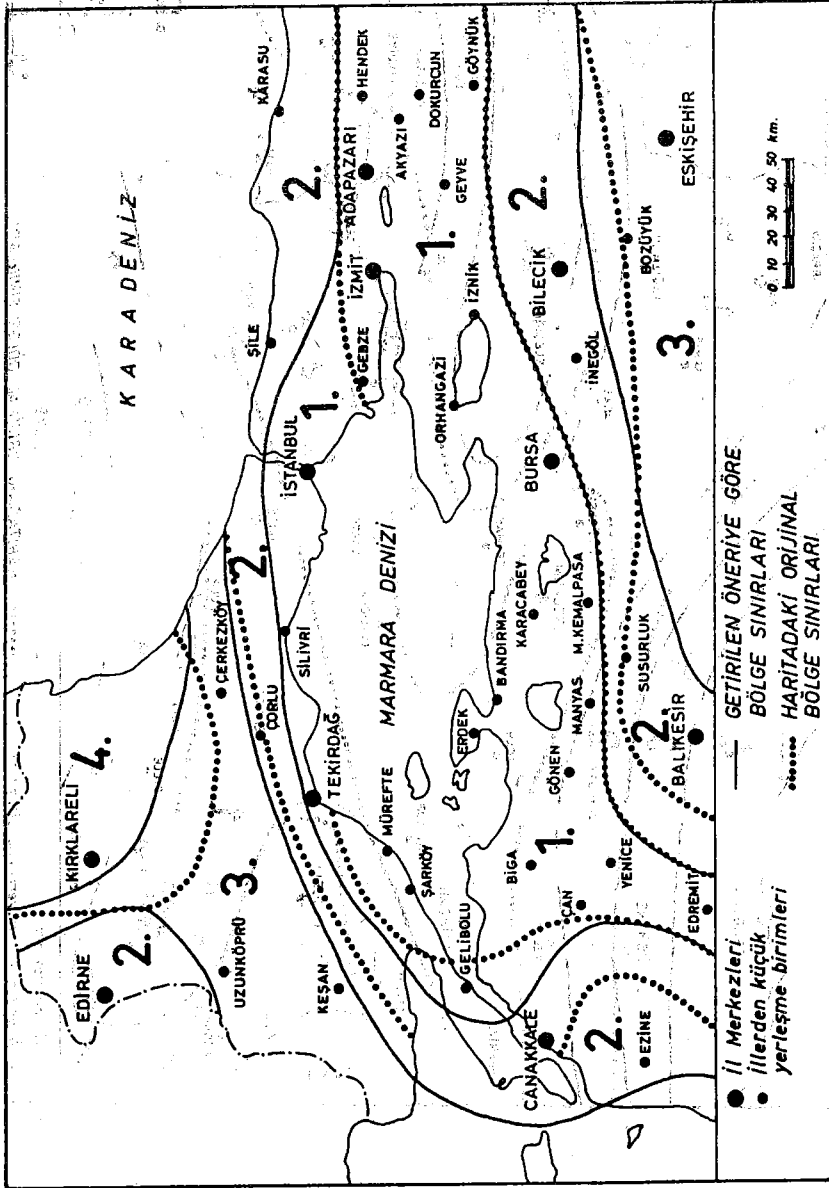 KARADENİZ
KARASU
ŞİLE
2.
HENDEK
ADAPAZARI
AKYAZI
DOKURCUN
GÖYNÜK
GEYVE
1.
İZMİT
GEBZE
1.
İSTANBUL
İZNİK
ORHANGAZİ
2.
BİLECİK
BOZÜYÜK
ESKİŞEHİR
İNEGÖL
3.
BURSA
MARMARA DENİZİ
KARACABEY
M.KEMALPAŞA
BANDIRMA
SUSURLUK
MANYAS
ERDEK
GÖNEN
2.
BALIKESİR
2.
ÇERKEZKÖY
SİLİVRİ
ÇORLU
TEKİRDAĞ
4.
KIRKLARELİ
3.
MÜREFTE
ŞARKÖY
BİGA
1.
YENİCE
ÇAN
EDREMİT
GELİBOLU
EDİRNE
2.
UZUNKÖPRÜ
KEŞAN
ÇANAKKALE
2.
EZİNE
İl Merkezleri
İllerden küçük
yerleşme birimleri
GETİRİLEN ÖNERİYE GÖRE
BÖLGE SINIRLARI
HARİTADAKİ ORİJİNAL
BÖLGE SINIRLARI
0 10 20 30 40 50 km.